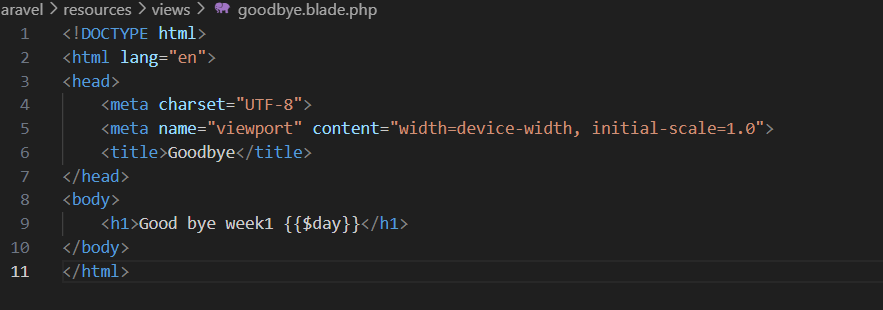 aravel > resources > views > goodbye.blade.php
1 <!DOCTYPE html>
2 <html lang="en">
3 <head>
4     <meta charset="UTF-8">
5     <meta name="viewport" content="width=device-width, initial-scale=1.0">
6     <title>Goodbye</title>
7 </head>
8 <body>
9     <h1>Good bye week1 {{$day}}</h1>
10 </body>
11 </html>